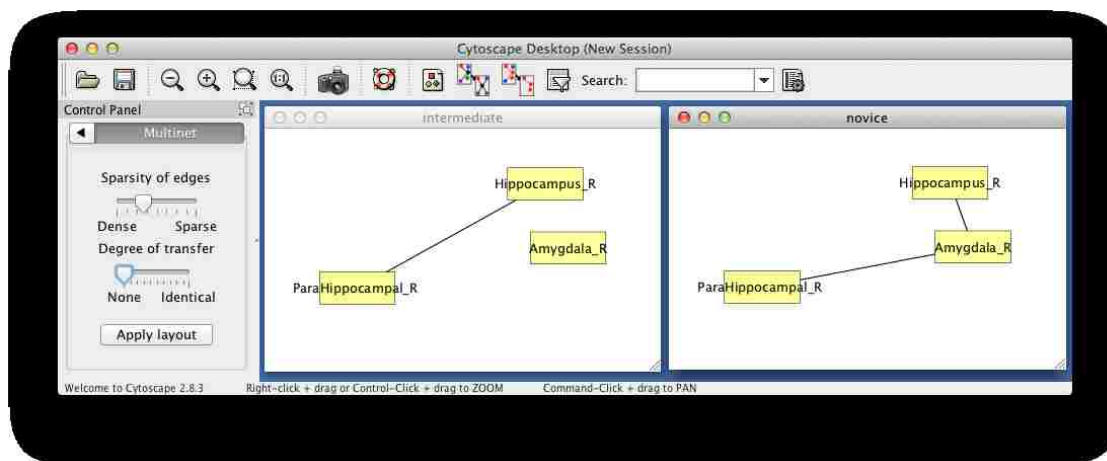 Cytoscape Desktop (New Session)
Search:
Control Panel
Multinet
Sparsity of edges
Dense Sparse
Degree of transfer
None Identical
Apply layout
intermediate
Hippocampus_R
Amygdala_R
ParaHippocampal_R
novice
Hippocampus_R
Amygdala_R
ParaHippocampal_R
Welcome to Cytoscape 2.8.3 Right-click + drag or Control-Click + drag to ZOOM Command-Click + drag to PAN